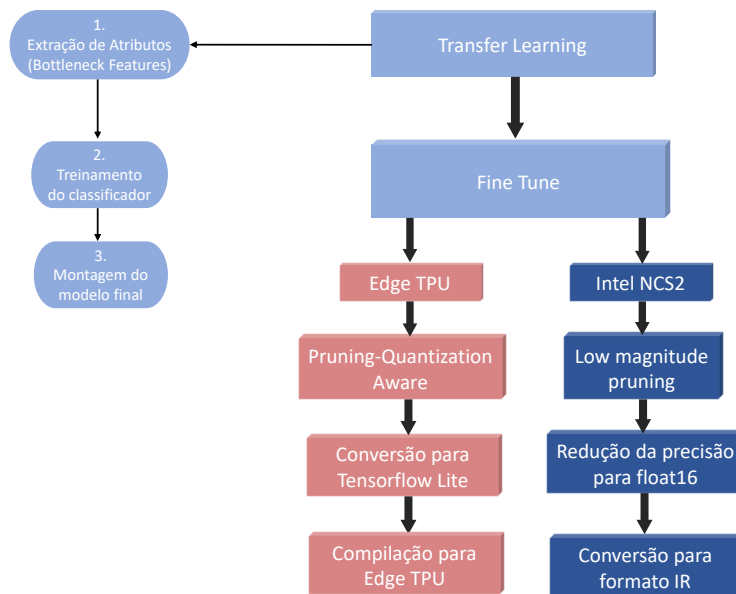 1.
Extração de Atributos
(Bottleneck Features)
Transfer Learning
2.
Treinamento
do classificador
Fine Tune
3.
Montagem do
modelo final
Edge TPU
Intel NCS2
Pruning-Quantization
Aware
Low magnitude
pruning
Conversão para
Tensorflow Lite
Redução da precisão
para float16
Compilação para
Edge TPU
Conversão para
formato IR